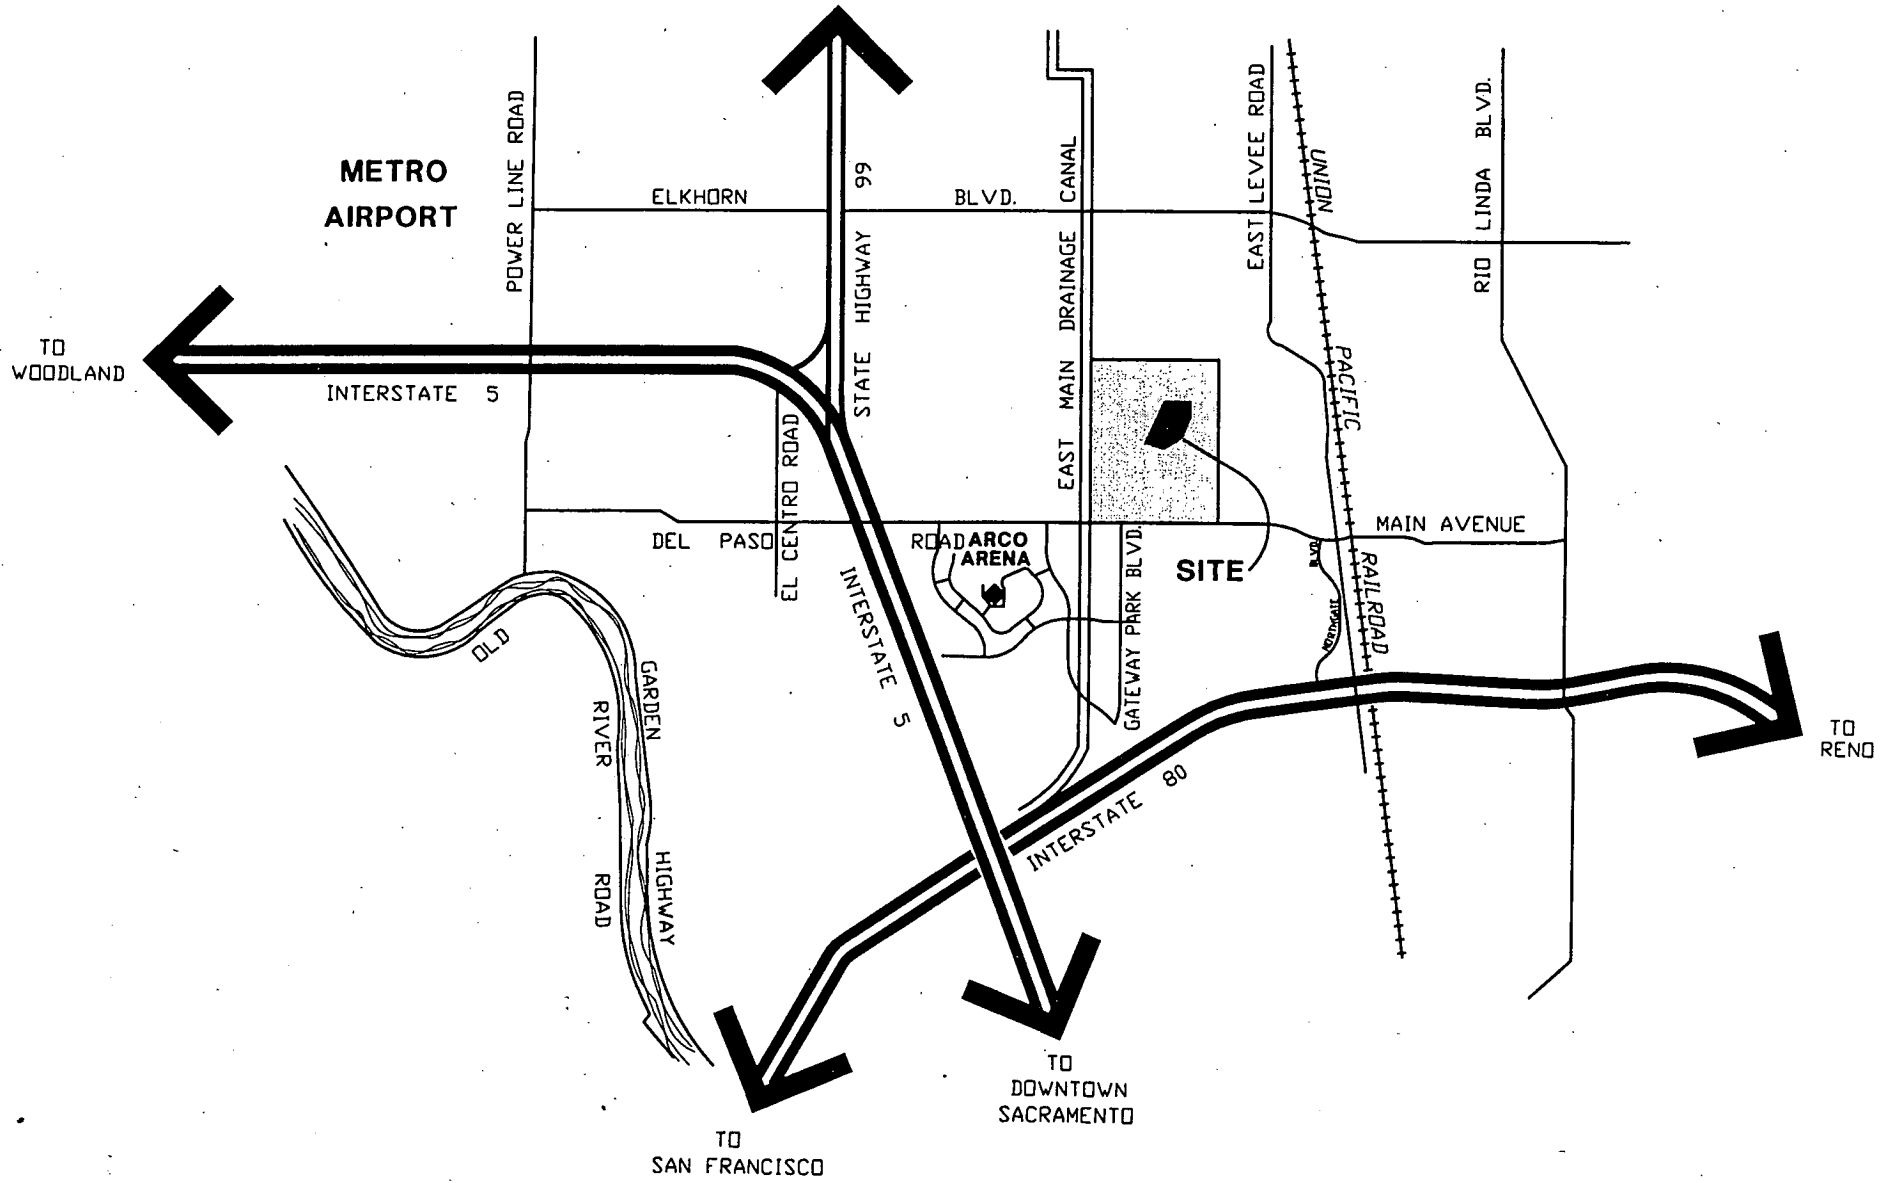 METRO
AIRPORT
POWER LINE ROAD
ELKHORN BLVD.
STATE HIGHWAY 99
EAST MAIN DRAINAGE CANAL
EAST LEVEE ROAD
UNION PACIFIC RAILROAD
RIO LINDA BLVD.
TO
WOODLAND
INTERSTATE 5
EL CENTRO ROAD
DEL PASO ROAD
ARCO
ARENA
INTERSTATE 5
GATEWAY PARK BLVD.
SITE
MAIN AVENUE
NORTHGATE BLVD.
OLD RIVER ROAD
GARDEN HIGHWAY
INTERSTATE 80
TO
RENO
TO
DOWNTOWN
SACRAMENTO
TO
SAN FRANCISCO